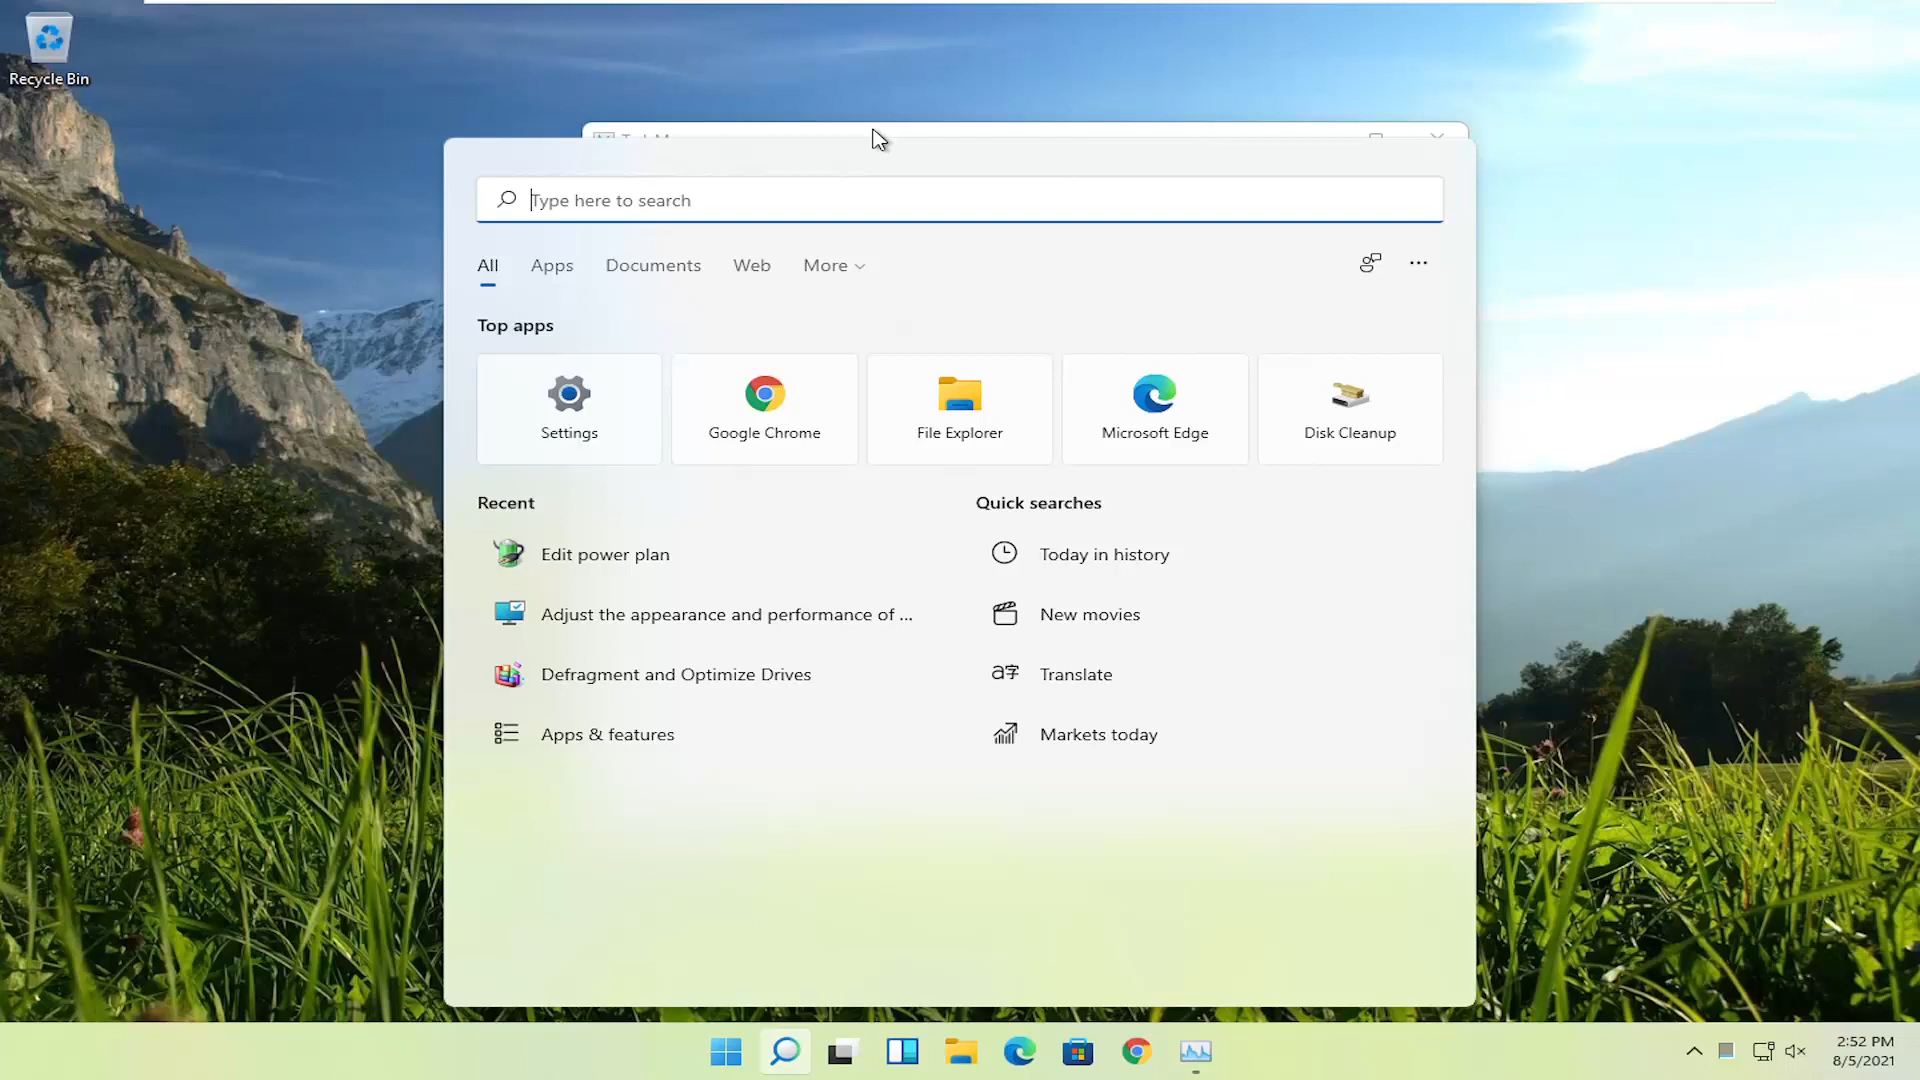 Recycle Bin
Type here to search
All Apps Documents Web More
Top apps
Settings Google Chrome File Explorer Microsoft Edge Disk Cleanup
Recent Quick searches
Edit power plan Today in history
Adjust the appearance and performance of ... New movies
Defragment and Optimize Drives Translate
Apps & features Markets today
2:52 PM
8/5/2021